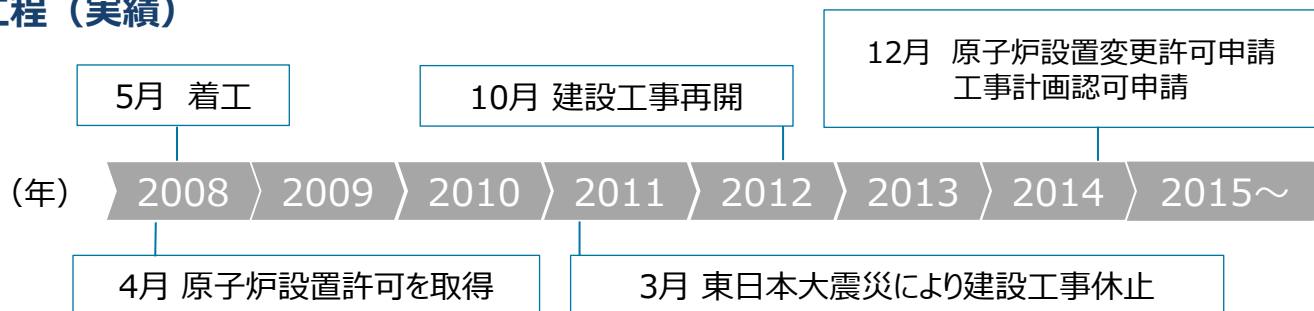 工程（実績）
12月 原子炉設置変更許可申請
工事計画認可申請
5月 着工
10月 建設工事再開
（年）
2008
2009
2010
2011
2012
2013
2014
2015～
4月 原子炉設置許可を取得
3月 東日本大震災により建設工事休止